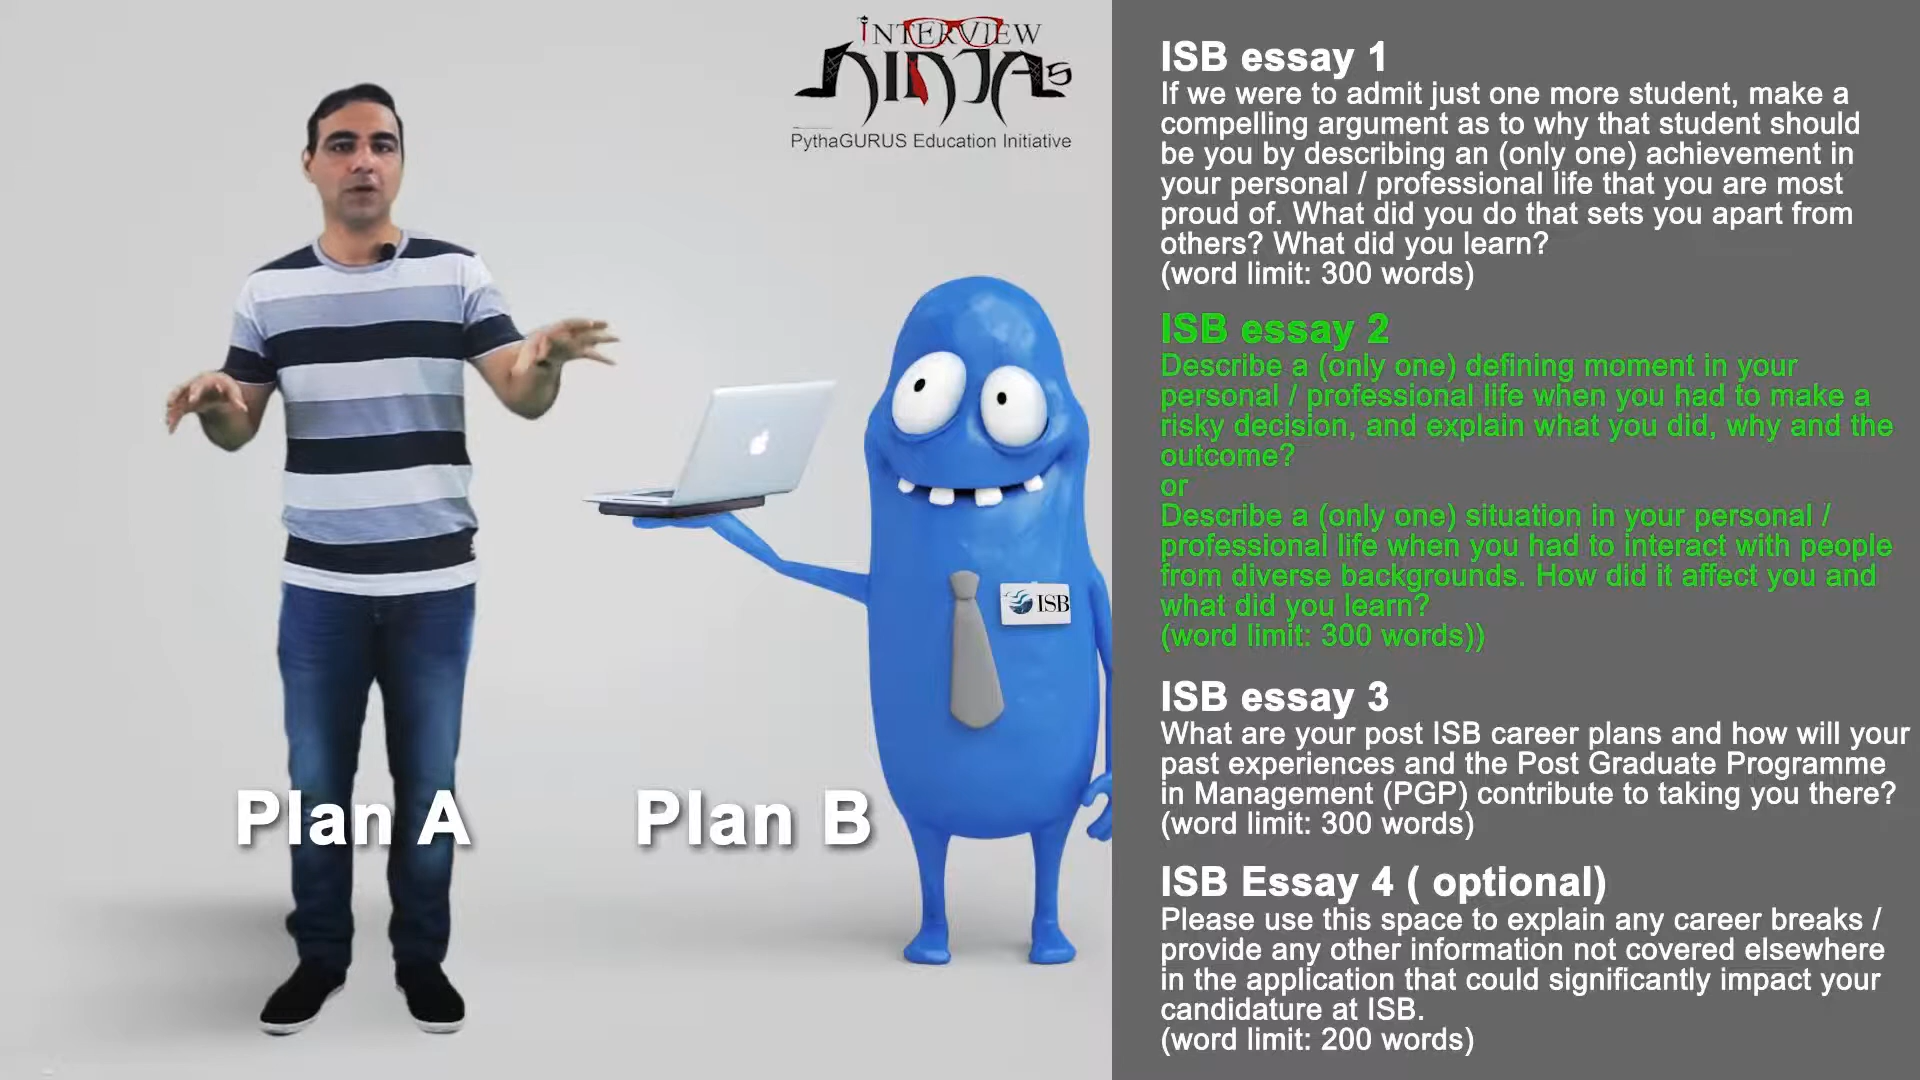 INTERVIEW
NINJAS
PythaGURUS Education Initiative
ISB
Plan A
Plan B
ISB essay 1
If we were to admit just one more student, make a
compelling argument as to why that student should
be you by describing an (only one) achievement in
your personal / professional life that you are most
proud of. What did you do that sets you apart from
others? What did you learn?
(word limit: 300 words)
ISB essay 2
Describe a (only one) defining moment in your
personal / professional life when you had to make a
risky decision, and explain what you did, why and the
outcome?
or
Describe a (only one) situation in your personal /
professional life when you had to interact with people
from diverse backgrounds. How did it affect you and
what did you learn?
(word limit: 300 words))
ISB essay 3
What are your post ISB career plans and how will your
past experiences and the Post Graduate Programme
in Management (PGP) contribute to taking you there?
(word limit: 300 words)
ISB Essay 4 ( optional)
Please use this space to explain any career breaks /
provide any other information not covered elsewhere
in the application that could significantly impact your
candidature at ISB.
(word limit: 200 words)